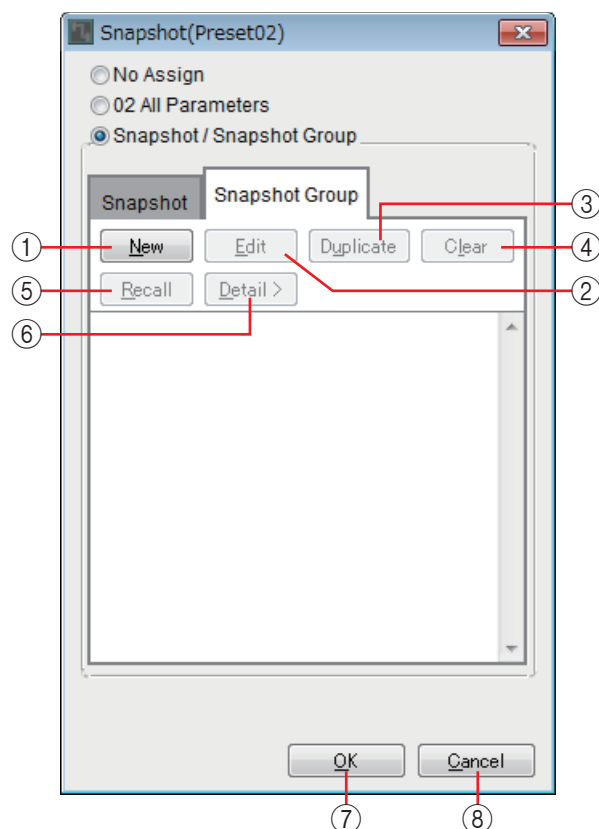 Snapshot(Preset02)
No Assign
02 All Parameters
Snapshot / Snapshot Group
Snapshot Snapshot Group
③
① New Edit Duplicate Clear ④
⑤ Recall Detail > ②
⑥
OK Cancel
⑦ ⑧